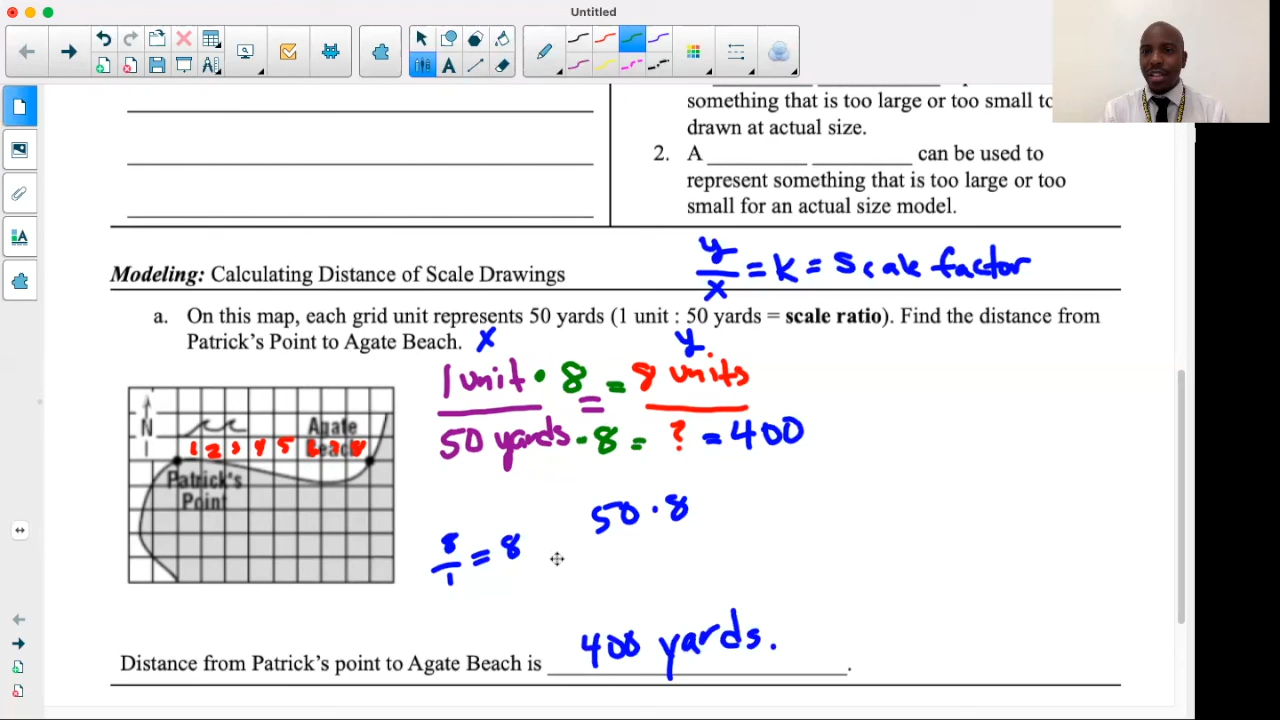 Untitled
something that is too large or too small to
drawn at actual size.
2. A __________ __________ can be used to
represent something that is too large or too
small for an actual size model.
y/x = K = Scale factor
Modeling: Calculating Distance of Scale Drawings
a. On this map, each grid unit represents 50 yards (1 unit : 50 yards = scale ratio). Find the distance from
Patrick's Point to Agate Beach.
x y
1 unit · 8 = 8 units
=
50 yards · 8 = ? = 400
N
Agate
Beach
1 2 3 4 5 6 7 8
Patrick's
Point
50 · 8
8/1 = 8
400 yards.
Distance from Patrick's point to Agate Beach is ______________________________.